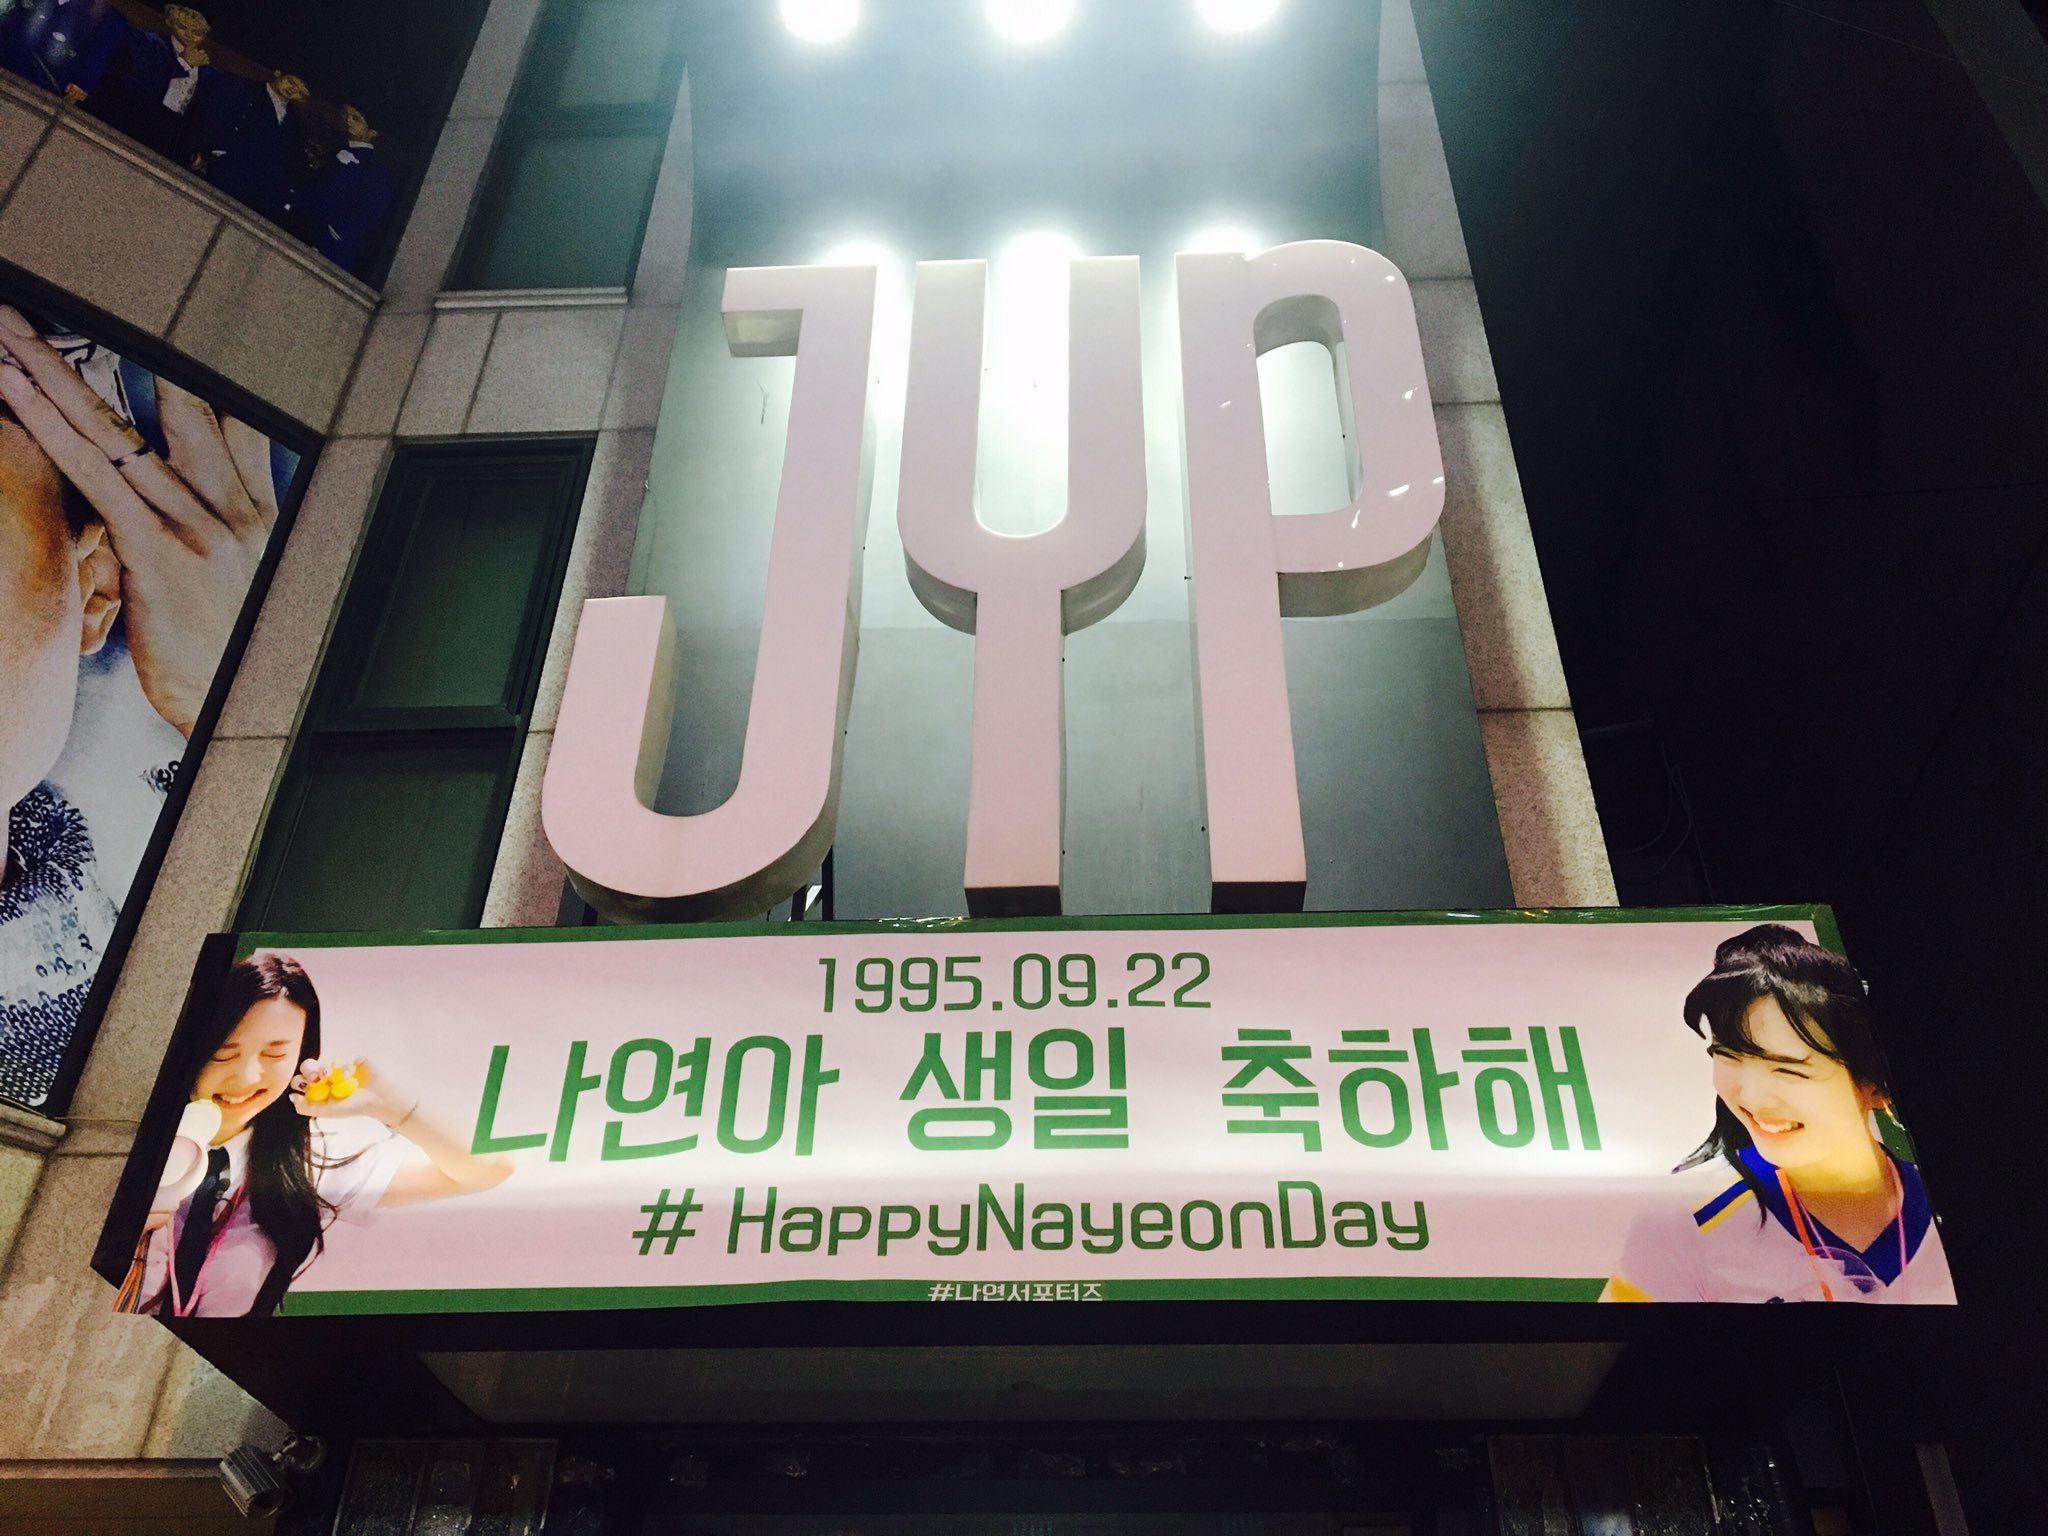 JYP
1995.09.22
나연아 생일 축하해
# HappyNayeonDay
#나연서포터즈